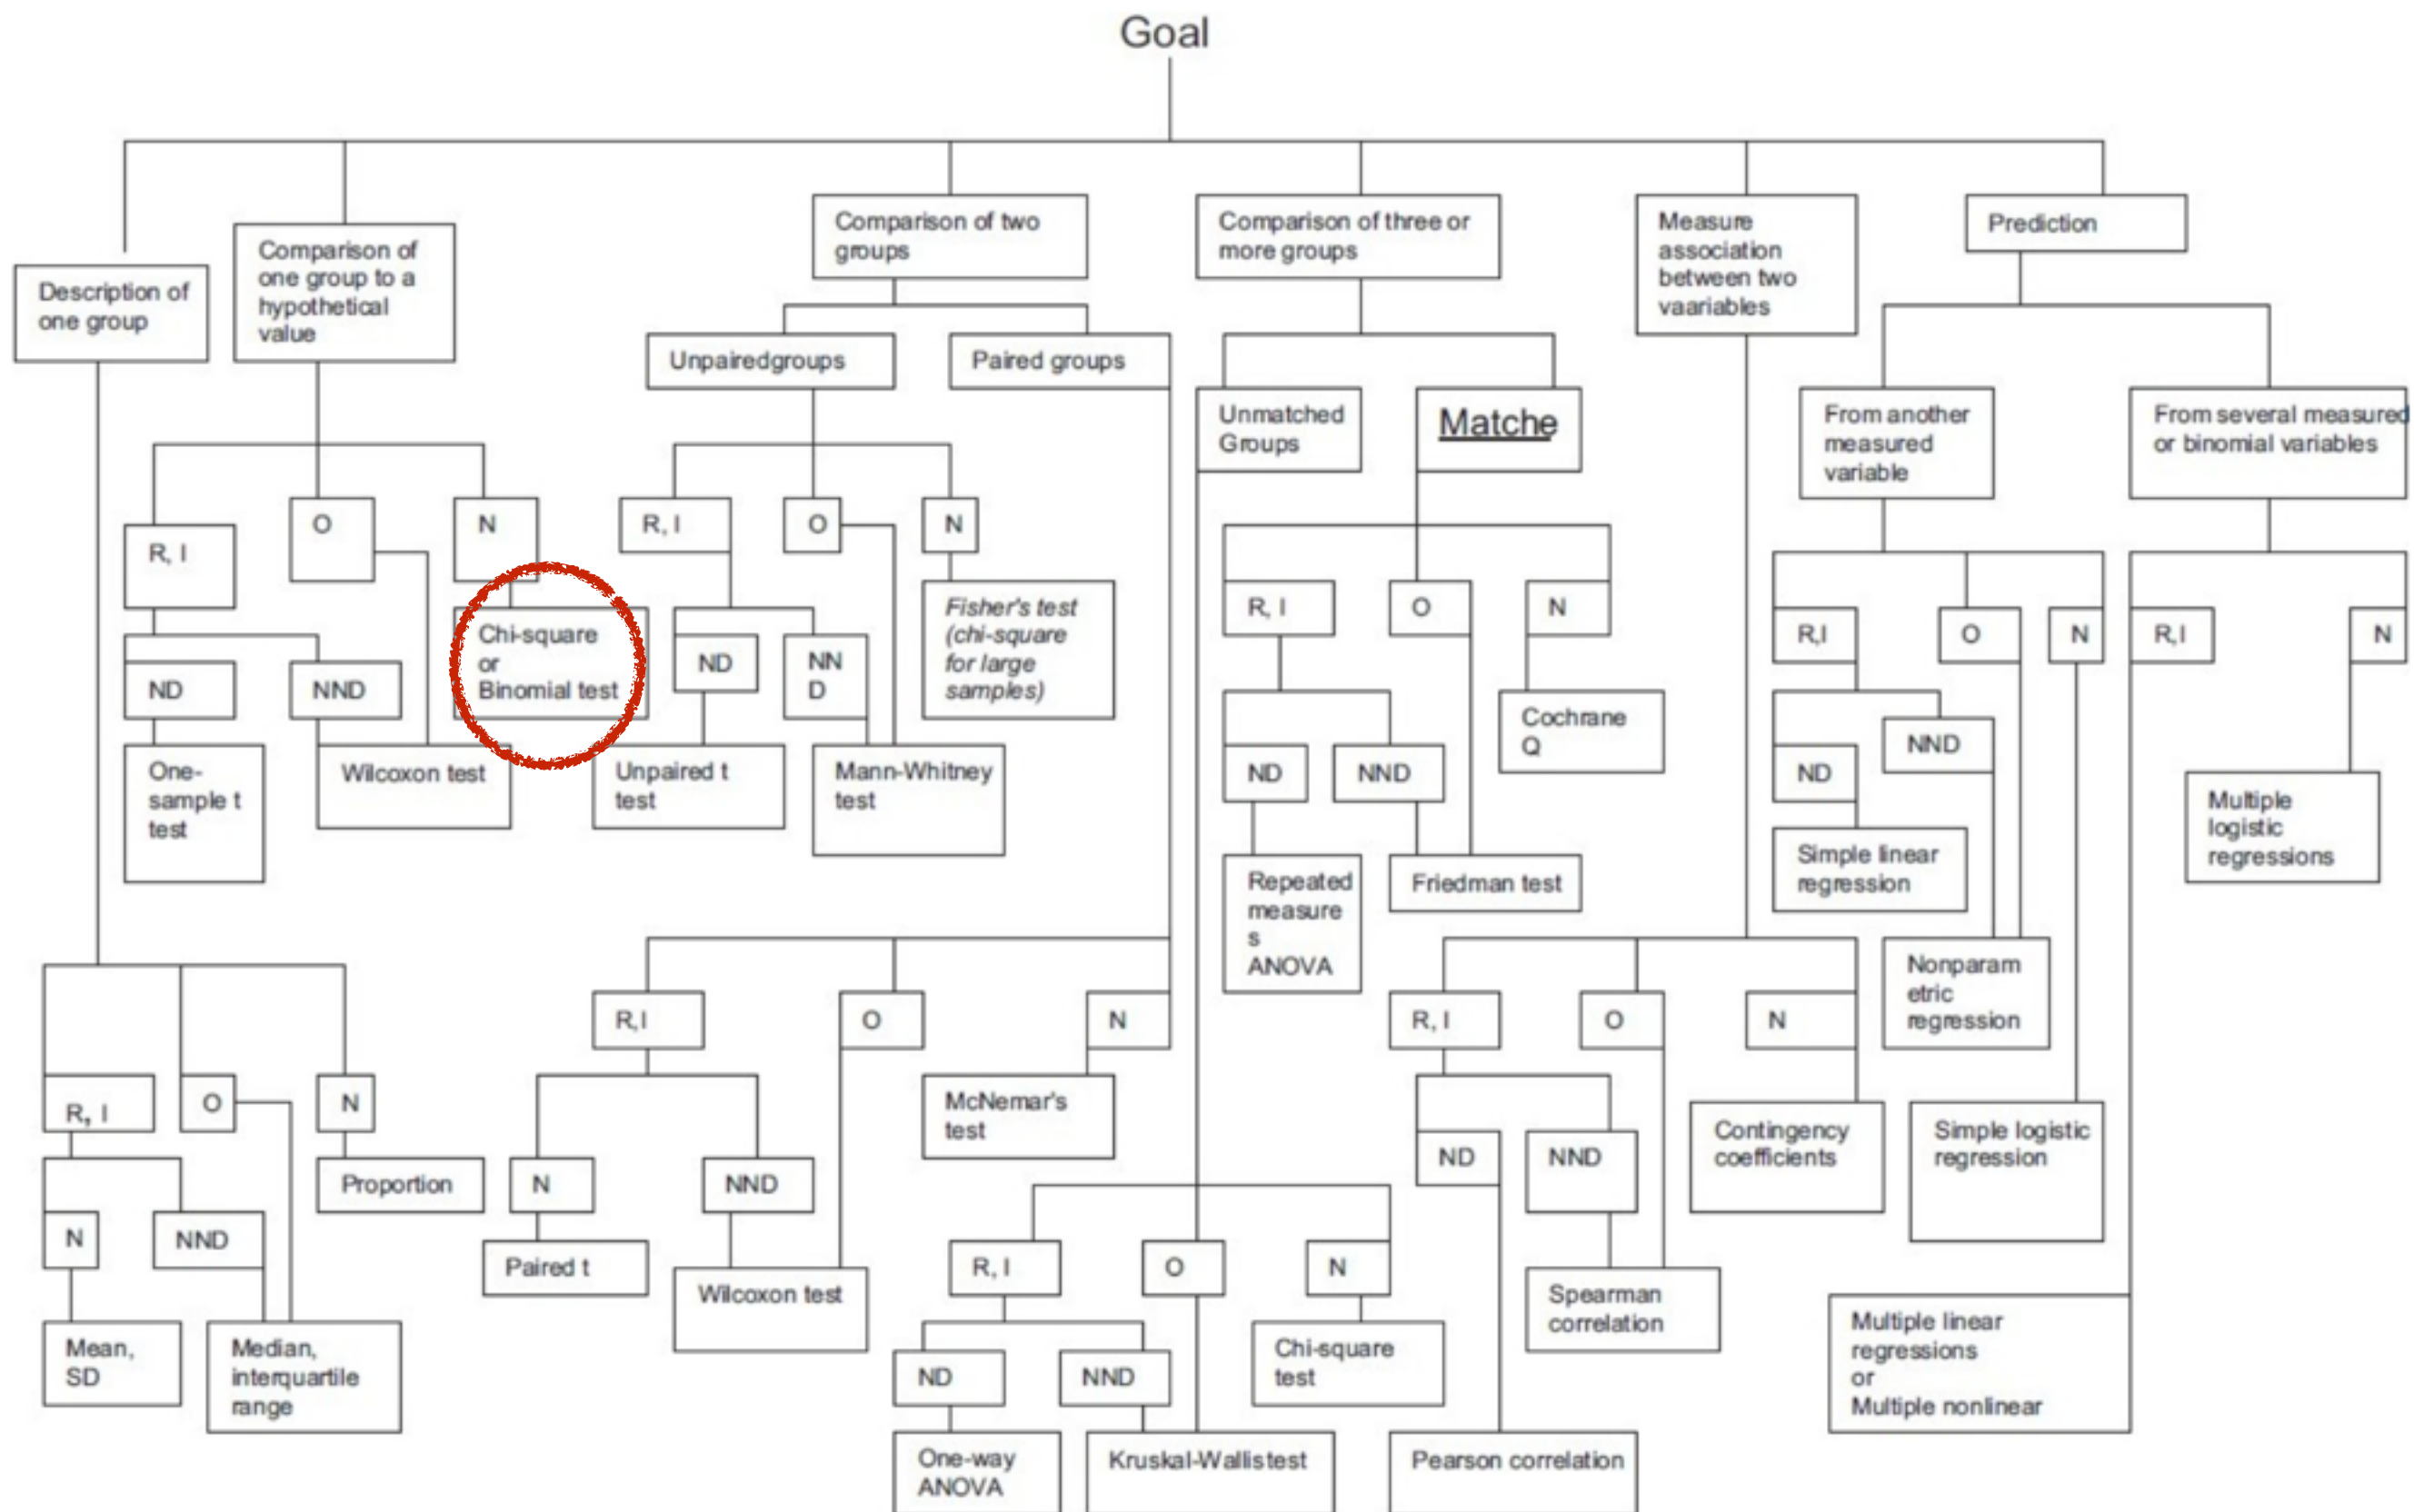 Goal
Description of
one group
Comparison of
one group to a
hypothetical
value
Comparison of two
groups
Comparison of three or
more groups
Measure
association
between two
vaariables
Prediction
Unpairedgroups
Paired groups
Unmatched
Groups
Matche
From another
measured
variable
From several measured
or binomial variables
R, I
O
N
R, I
O
N
ND
NND
Chi-square
or
Binomial test
ND
NN
D
Fisher's test
(chi-square
for large
samples)
One-
sample t
test
Wilcoxon test
Unpaired t
test
Mann-Whitney
test
R, I
O
N
ND
NND
Cochrane
Q
Repeated
measure
s
ANOVA
Friedman test
R,I
O
N
R,I
N
ND
NND
Simple linear
regression
Multiple
logistic
regressions
Nonparam
etric
regression
R, I
O
N
N
NND
Proportion
Mean,
SD
Median,
interquartile
range
R,I
O
N
McNemar's
test
N
NND
Paired t
Wilcoxon test
R, I
O
N
ND
NND
Chi-square
test
One-way
ANOVA
Kruskal-Wallistest
R, I
O
N
ND
NND
Contingency
coefficients
Simple logistic
regression
Spearman
correlation
Pearson correlation
Multiple linear
regressions
or
Multiple nonlinear